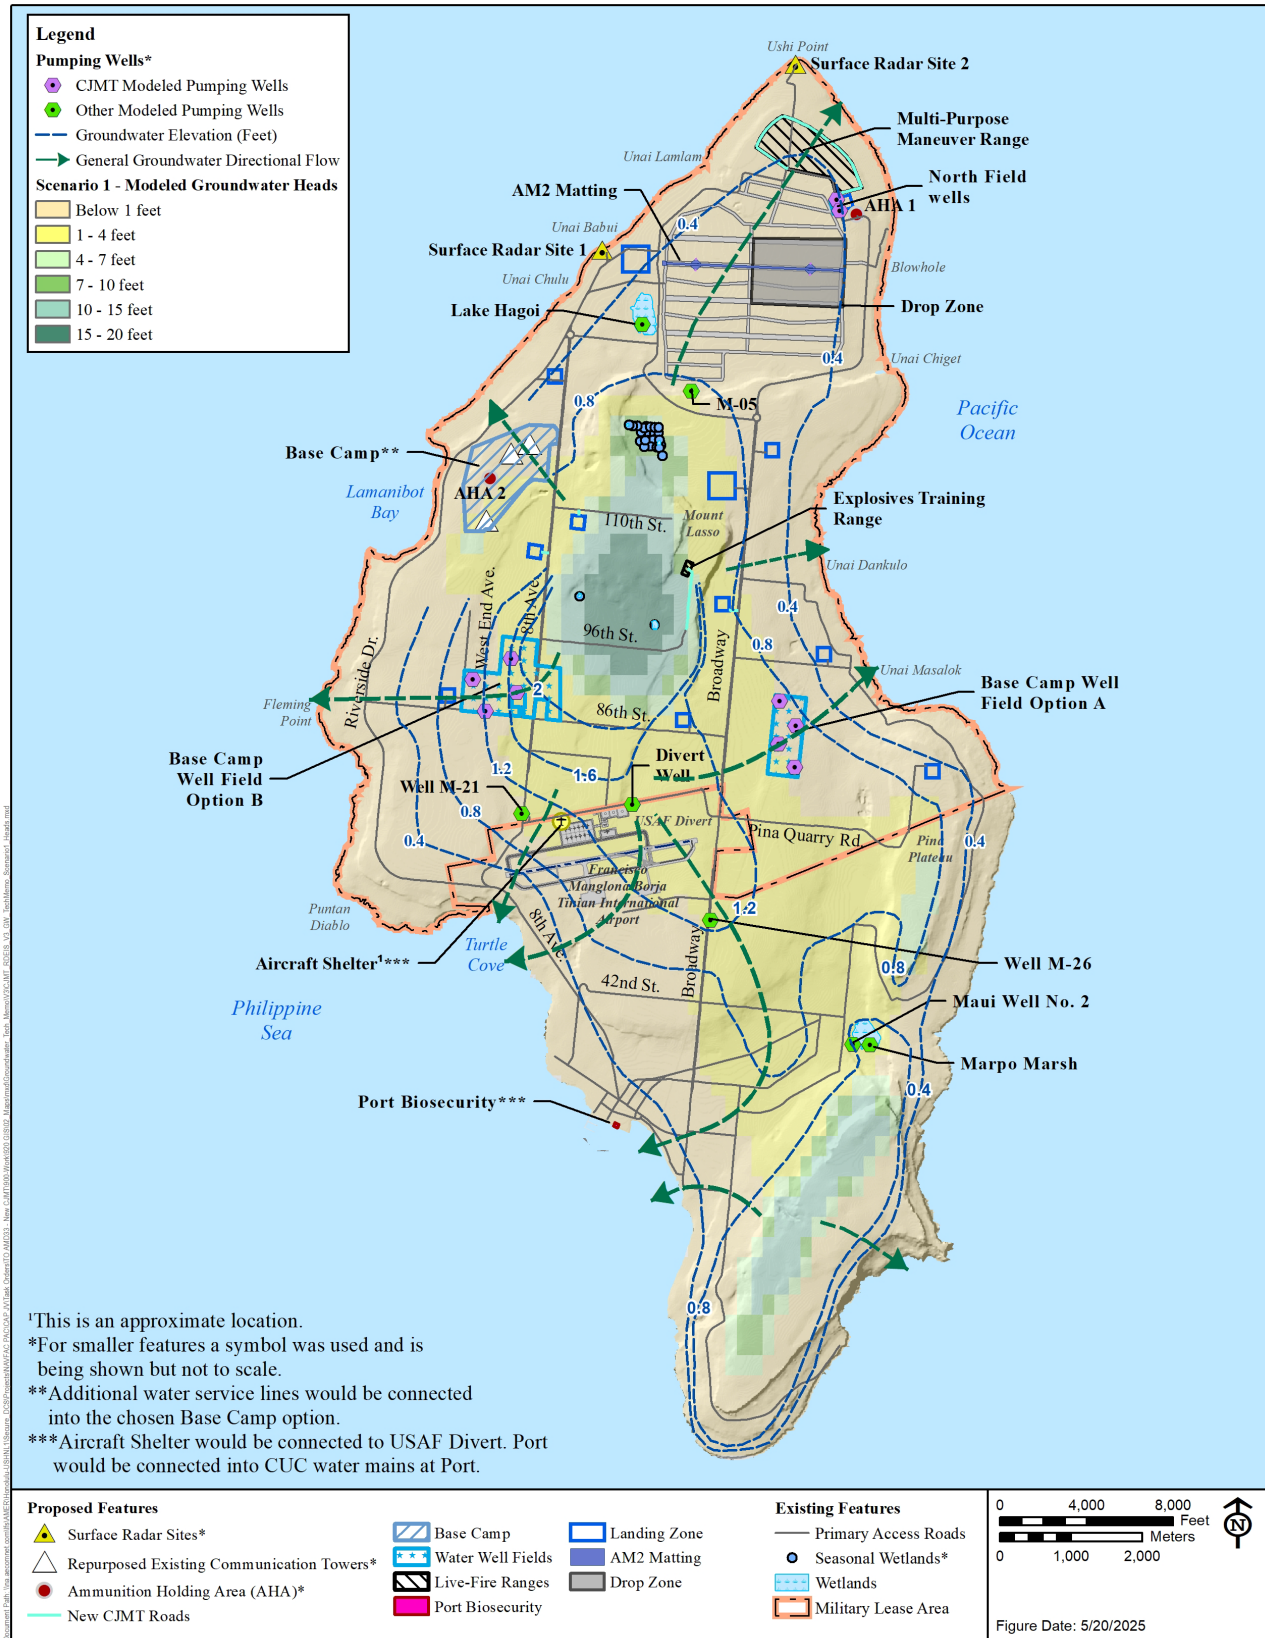 Legend
Pumping Wells*
CJMT Modeled Pumping Wells
Other Modeled Pumping Wells
Groundwater Elevation (Feet)
General Groundwater Directional Flow
Scenario 1 - Modeled Groundwater Heads
Below 1 feet
1 - 4 feet
4 - 7 feet
7 - 10 feet
10 - 15 feet
15 - 20 feet
Ushi Point
Surface Radar Site 2
Multi-Purpose
Maneuver Range
Unai Lamlam
North Field
wells
AM2 Matting
AHA 1
0.4
Unai Babui
Surface Radar Site 1
Unai Chulu
Blowhole
Lake Hagoi
Drop Zone
0.4
Unai Chiget
0.8
M-05
Pacific
Ocean
Base Camp**
Lamanibot
Bay
AHA 2
Explosives Training
Range
110th St.
Mount
Lasso
Unai Dankulo
West End Ave.
8th Ave.
0.4
96th St.
0.8
Riverside Dr.
Broadway
Unai Masalok
Base Camp Well
Field Option A
2
Fleming
Point
86th St.
Base Camp
Well Field
Option B
Divert
Well
1.2
1.6
Well M-21
0.8
USAF Divert
Pina Quarry Rd.
0.4
Pina
Plateau
0.4
Francisco
Manglona Borja
Tinian International
Airport
Puntan
Diablo
1.2
8th Ave.
Turtle
Cove
Aircraft Shelter¹***
Broadway
Well M-26
0.8
42nd St.
Philippine
Sea
Maui Well No. 2
Marpo Marsh
0.4
Port Biosecurity***
0.8
¹This is an approximate location.
*For smaller features a symbol was used and is
being shown but not to scale.
**Additional water service lines would be connected
into the chosen Base Camp option.
***Aircraft Shelter would be connected to USAF Divert. Port
would be connected into CUC water mains at Port.
Proposed Features
Surface Radar Sites*
Repurposed Existing Communication Towers*
Ammunition Holding Area (AHA)*
New CJMT Roads
Base Camp
Water Well Fields
Live-Fire Ranges
Port Biosecurity
Landing Zone
AM2 Matting
Drop Zone
Existing Features
Primary Access Roads
Seasonal Wetlands*
Wetlands
Military Lease Area
0 4,000 8,000
Feet
Meters
0 1,000 2,000
N
Figure Date: 5/20/2025